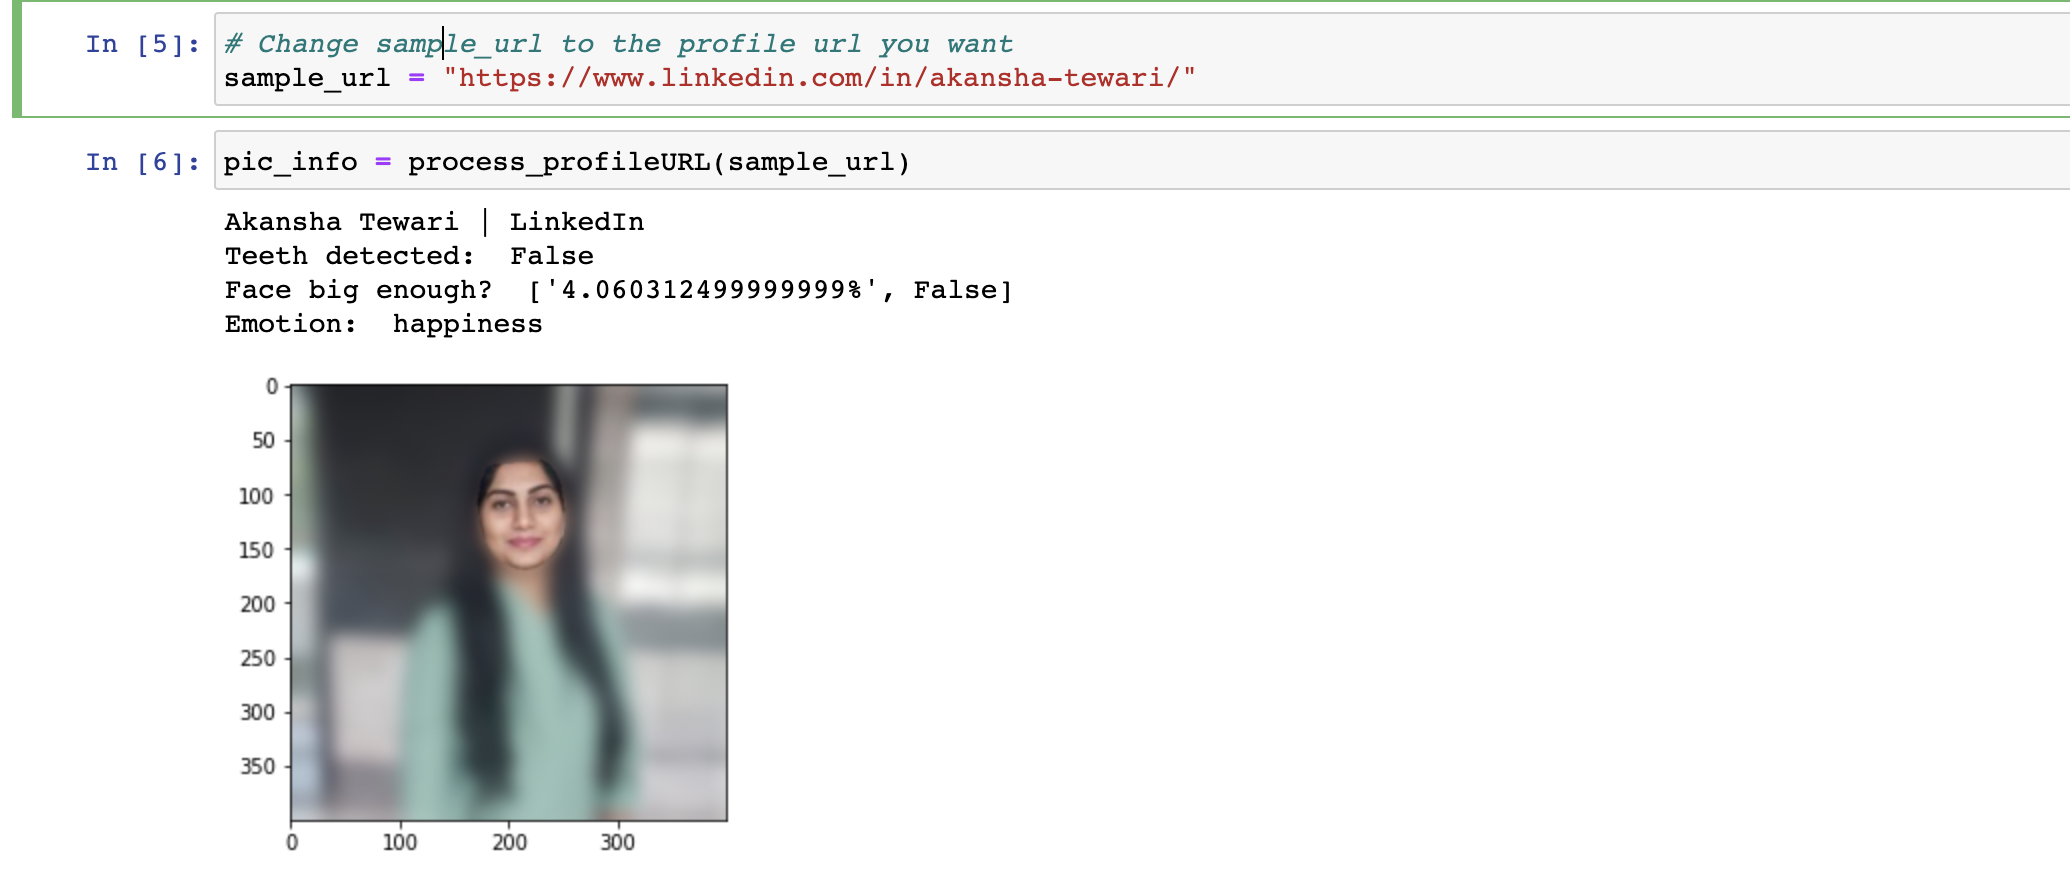 In [5]: # Change sample_url to the profile url you want
sample_url = "https://www.linkedin.com/in/akansha-tewari/"
In [6]: pic_info = process_profileURL(sample_url)
Akansha Tewari | LinkedIn
Teeth detected:  False
Face big enough?  ['4.060312499999999%', False]
Emotion:  happiness
0
50
100
150
200
250
300
350
0 100 200 300